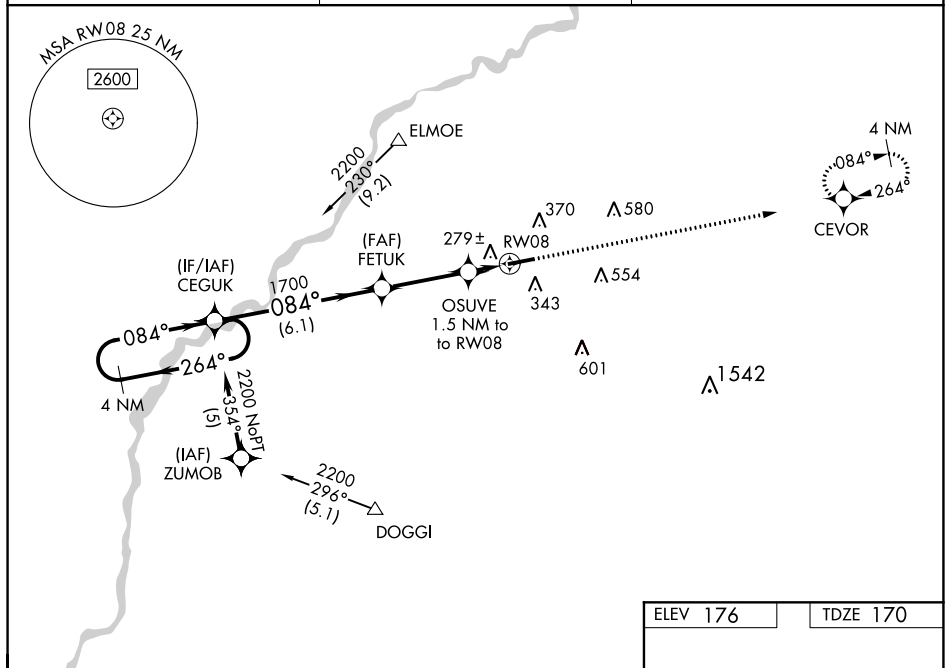 MSA RW08 25 NM
2600
ELMOE
2200
230°
(9.2)
4 NM
084°
264°
CEVOR
370
580
279±
RW08
(FAF)
FETUK
554
343
OSUVE
1.5 NM to
to RW08
(IF/IAF)
CEGUK
1700
084°
(6.1)
084°
264°
4 NM
601
1542
2200 NoPT
354°
(5)
(IAF)
ZUMOB
2200
296°
(5.1)
DOGGI
ELEV 176
TDZE 170